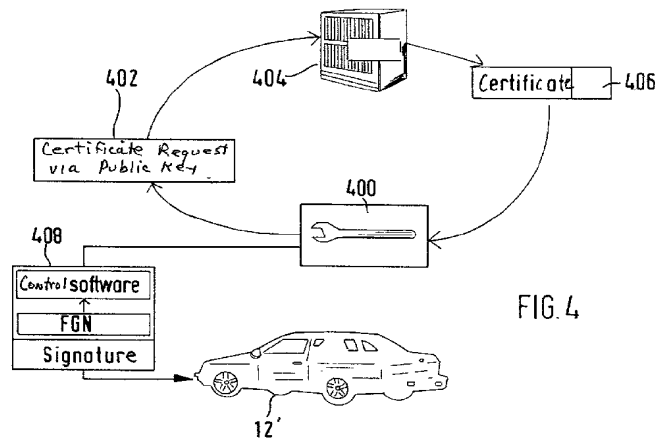 404
402
Certificate
406
Certificate Request
via Public Key
400
408
Control software
FGN
Signature
FIG. 4
12'